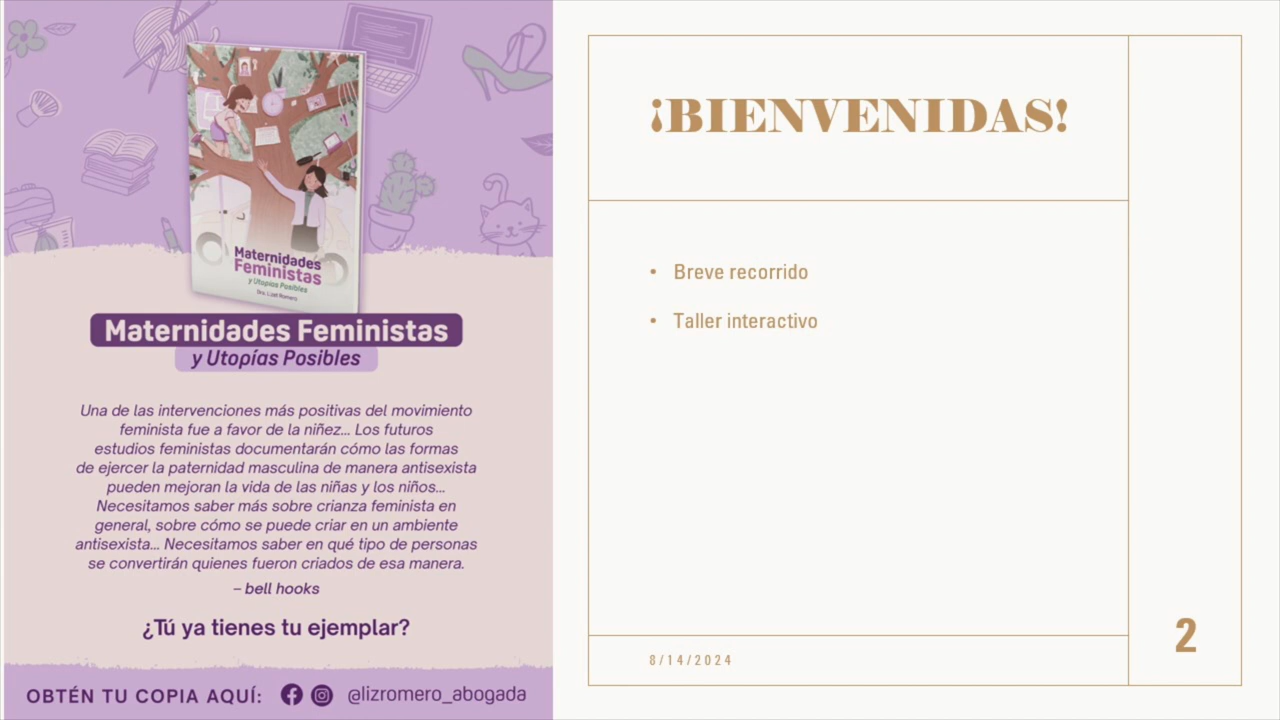 Maternidades
Feministas
y Utopías Posibles
Dra. Lizet Romero
Maternidades Feministas
y Utopías Posibles
Una de las intervenciones más positivas del movimiento
feminista fue a favor de la niñez... Los futuros
estudios feministas documentarán cómo las formas
de ejercer la paternidad masculina de manera antisexista
pueden mejoran la vida de las niñas y los niños...
Necesitamos saber más sobre crianza feminista en
general, sobre cómo se puede criar en un ambiente
antisexista... Necesitamos saber en qué tipo de personas
se convertirán quienes fueron criados de esa manera.
– bell hooks
¿Tú ya tienes tu ejemplar?
OBTÉN TU COPIA AQUÍ: @lizromero_abogada
¡BIENVENIDAS!
• Breve recorrido
• Taller interactivo
8/14/2024
2